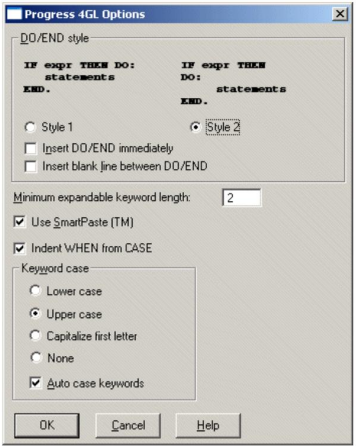 Progress 4GL Options
DO/END style
IF expr THEN DO:
statements
END.
IF expr THEN
DO:
statements
END.
Style 1
Style 2
Insert DO/END immediately
Insert blank line between DO/END
Minimum expandable keyword length: 2
Use SmartPaste (TM)
Indent WHEN from CASE
Keyword case
Lower case
Upper case
Capitalize first letter
None
Auto case keywords
OK Cancel Help